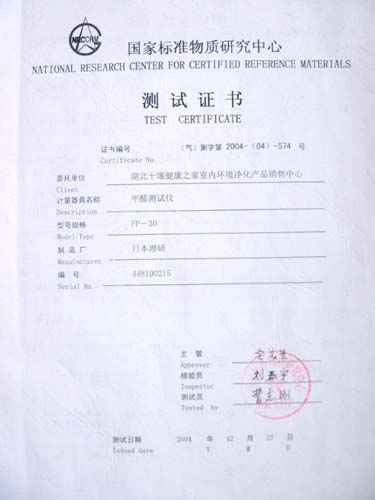 NRCCRM
国家标准物质研究中心
NATIONAL RESEARCH CENTER FOR CERTIFIED REFERENCE MATERIALS
测试证书
TEST CERTIFICATE
证书编号 (气)测字第 2004-(04)-574 号
Certificate No
委托单位 湖北十堰健康之家室内环境净化产品销售中心
Client
计量器具名称 甲醛测试仪
Description
型号规格 FP-30
Model/Type
制造厂 日本理研
Manufacturer
编号 448100215
Serial No.
主管
Approver
核验员
Inspector
测试员
Tested by
测试日期 2004 年 12 月 27 日
Issued date Y M D